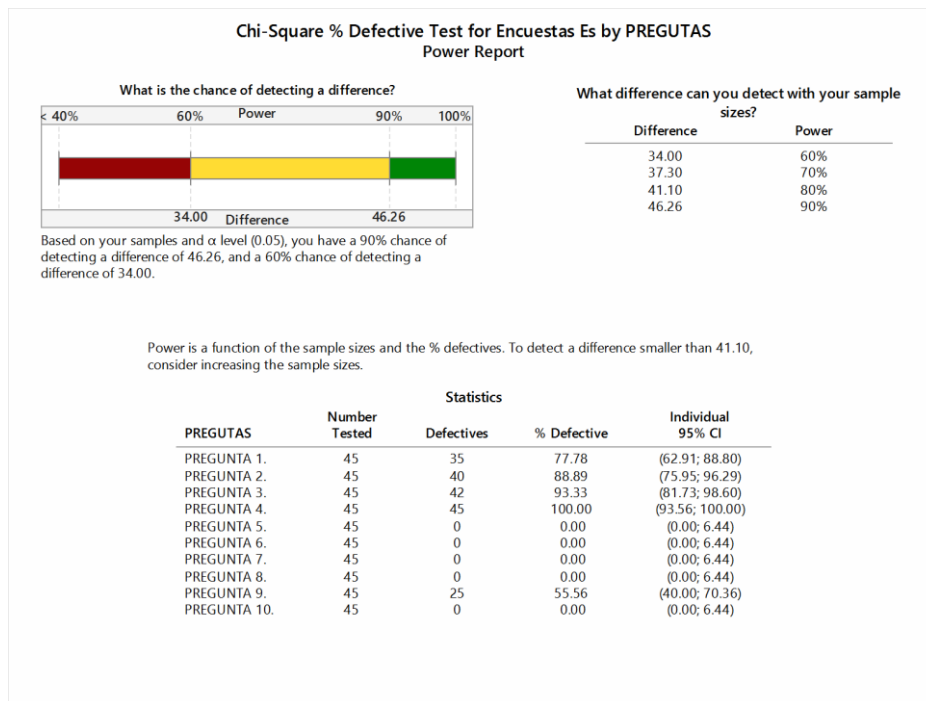 Chi-Square % Defective Test for Encuestas Es by PREGUTAS
Power Report
What is the chance of detecting a difference?
< 40% 60% Power 90% 100%
34.00 Difference 46.26
Based on your samples and α level (0.05), you have a 90% chance of
detecting a difference of 46.26, and a 60% chance of detecting a
difference of 34.00.
What difference can you detect with your sample
sizes?
Difference Power
34.00 60%
37.30 70%
41.10 80%
46.26 90%
Power is a function of the sample sizes and the % defectives. To detect a difference smaller than 41.10,
consider increasing the sample sizes.
Statistics
Number Individual
PREGUTAS Tested Defectives % Defective 95% CI
PREGUNTA 1. 45 35 77.78 (62.91; 88.80)
PREGUNTA 2. 45 40 88.89 (75.95; 96.29)
PREGUNTA 3. 45 42 93.33 (81.73; 98.60)
PREGUNTA 4. 45 45 100.00 (93.56; 100.00)
PREGUNTA 5. 45 0 0.00 (0.00; 6.44)
PREGUNTA 6. 45 0 0.00 (0.00; 6.44)
PREGUNTA 7. 45 0 0.00 (0.00; 6.44)
PREGUNTA 8. 45 0 0.00 (0.00; 6.44)
PREGUNTA 9. 45 25 55.56 (40.00; 70.36)
PREGUNTA 10. 45 0 0.00 (0.00; 6.44)